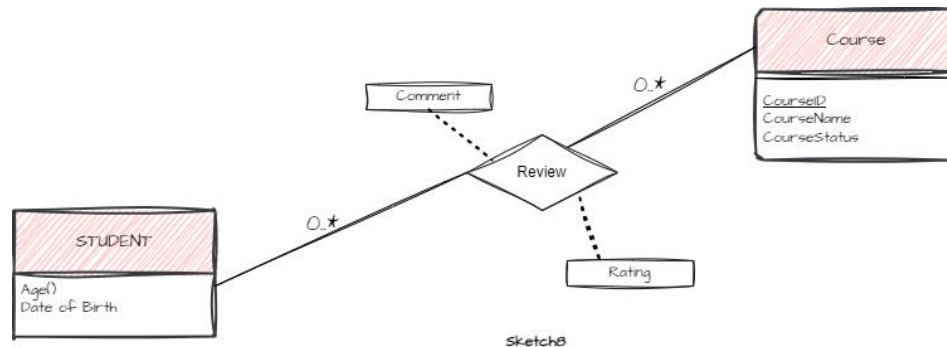 Course
CourseID
CourseName
CourseStatus
0..*
Comment
Review
0..*
STUDENT
Age()
Date of Birth
Rating
Sketch8